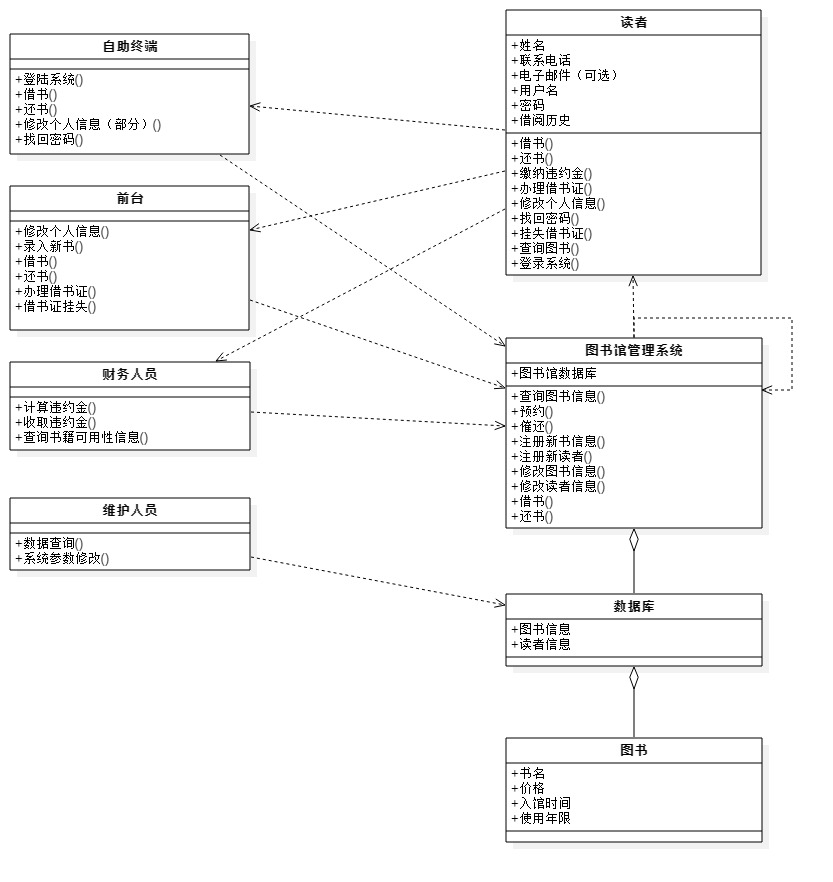 自助终端
+登陆系统()
+借书()
+还书()
+修改个人信息（部分）()
+找回密码()
前台
+修改个人信息()
+录入新书()
+借书()
+还书()
+办理借书证()
+借书证挂失()
财务人员
+计算违约金()
+收取违约金()
+查询书籍可用性信息()
维护人员
+数据查询()
+系统参数修改()
读者
+姓名
+联系电话
+电子邮件（可选）
+用户名
+密码
+借阅历史
+借书()
+还书()
+缴纳违约金()
+办理借书证()
+修改个人信息()
+找回密码()
+挂失借书证()
+查询图书()
+登录系统()
图书馆管理系统
+图书馆数据库
+查询图书信息()
+预约()
+催还()
+注册新书信息()
+注册新读者()
+修改图书信息()
+修改读者信息()
+借书()
+还书()
数据库
+图书信息
+读者信息
图书
+书名
+价格
+入馆时间
+使用年限